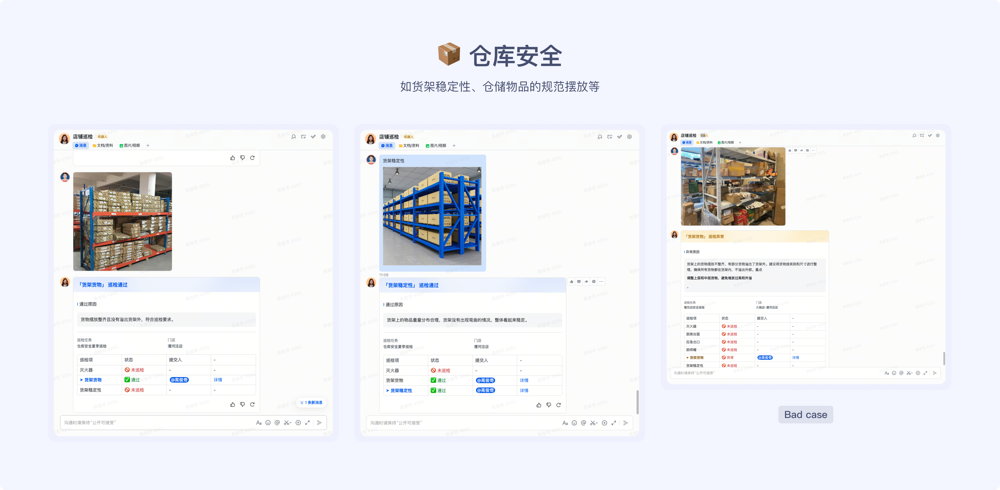 仓库安全
如货架稳定性、仓储物品的规范摆放等
店铺巡检 机器人
消息 文档/资料 图片/视频
「货架货物」 巡检通过
通过原因
货物摆放整齐且没有溢出货架外，符合巡检要求。
巡检任务 门店
仓库安全夏季巡检 漕河泾店
巡检项 状态 提交人 -
灭火器 未巡检 - -
➤ 货架货物 通过 @高俊奇 详情
货架稳定性 未巡检 - -
1 条新消息
沟通时请保持“公开可接受” Aa
店铺巡检 机器人
消息 文档/资料 图片/视频
货架稳定性
11:08
「货架稳定性」 巡检通过
通过原因
货架上的物品重量分布合理，货架没有出现弯曲的情况，整体看起来稳定。
巡检任务 门店
仓库安全夏季巡检 漕河泾店
巡检项 状态 提交人 -
灭火器 未巡检 - -
货架货物 通过 @高俊奇 详情
➤ 货架稳定性 通过 @高俊奇 详情
沟通时请保持“公开可接受” Aa
店铺巡检 机器人
消息 文档/资料 图片/视频
「货架货物」 巡检异常
异常原因
货架上的货物摆放不整齐，有部分货物溢出了货架外。建议将货物按类别和尺寸进行整
理，确保所有货物都在货架内，不溢出外部。重点
调整上层和中层货物，避免堆放过高和外溢
。
巡检任务 门店
餐饮店安全巡检 火锅店-漕河泾店
巡检项 状态 提交人 -
灭火器 未巡检 - -
厨房台面 未巡检 - -
应急出口 未巡检 - -
厨师帽 未巡检 - -
➤ 货架货物 异常 @高俊奇 详情
货架稳定性 未巡检 - -
沟通时请保持“公开可接受” Aa
Bad case
高俊奇 4265